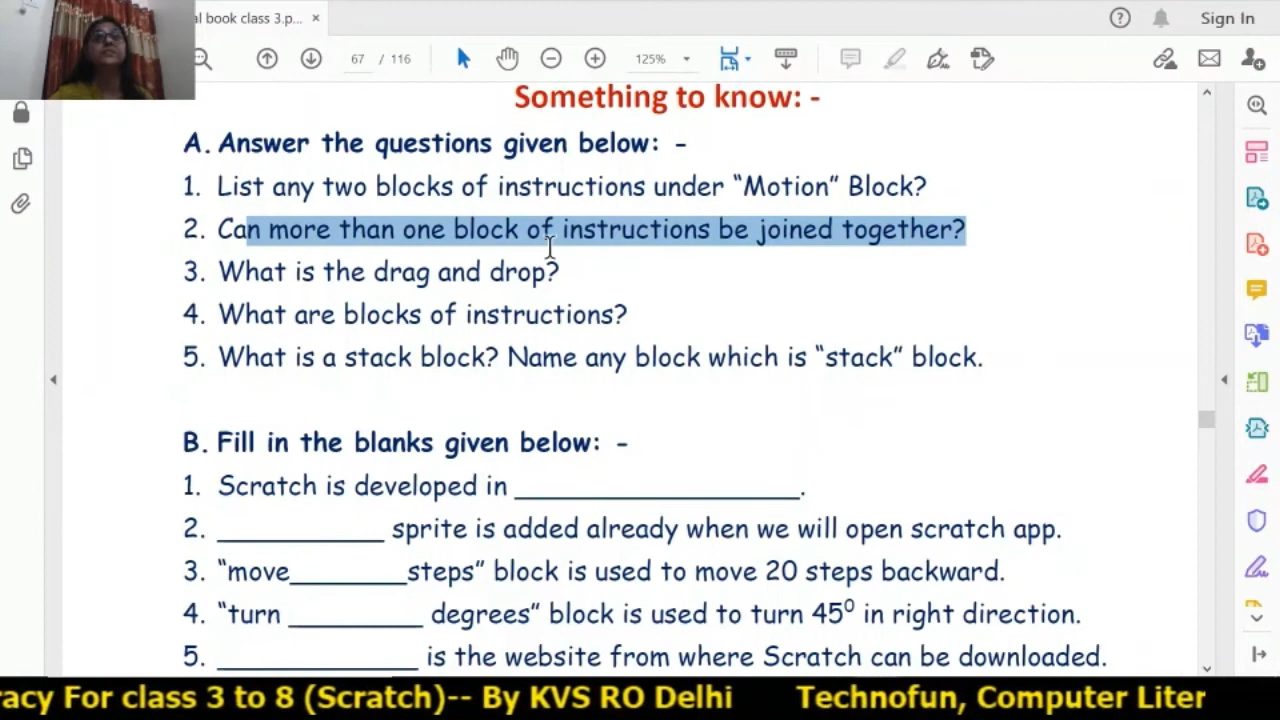 al book class 3.p... ×
Sign In
67 / 116
125%
Something to know: -
A. Answer the questions given below: -
1. List any two blocks of instructions under “Motion” Block?
2. Can more than one block of instructions be joined together?
3. What is the drag and drop?
4. What are blocks of instructions?
5. What is a stack block? Name any block which is “stack” block.
B. Fill in the blanks given below: -
1. Scratch is developed in ____________________.
2. ____________ sprite is added already when we will open scratch app.
3. “move________steps” block is used to move 20 steps backward.
4. “turn _________ degrees” block is used to turn 45⁰ in right direction.
5. ______________ is the website from where Scratch can be downloaded.
racy For class 3 to 8 (Scratch)-- By KVS RO Delhi Technofun, Computer Liter